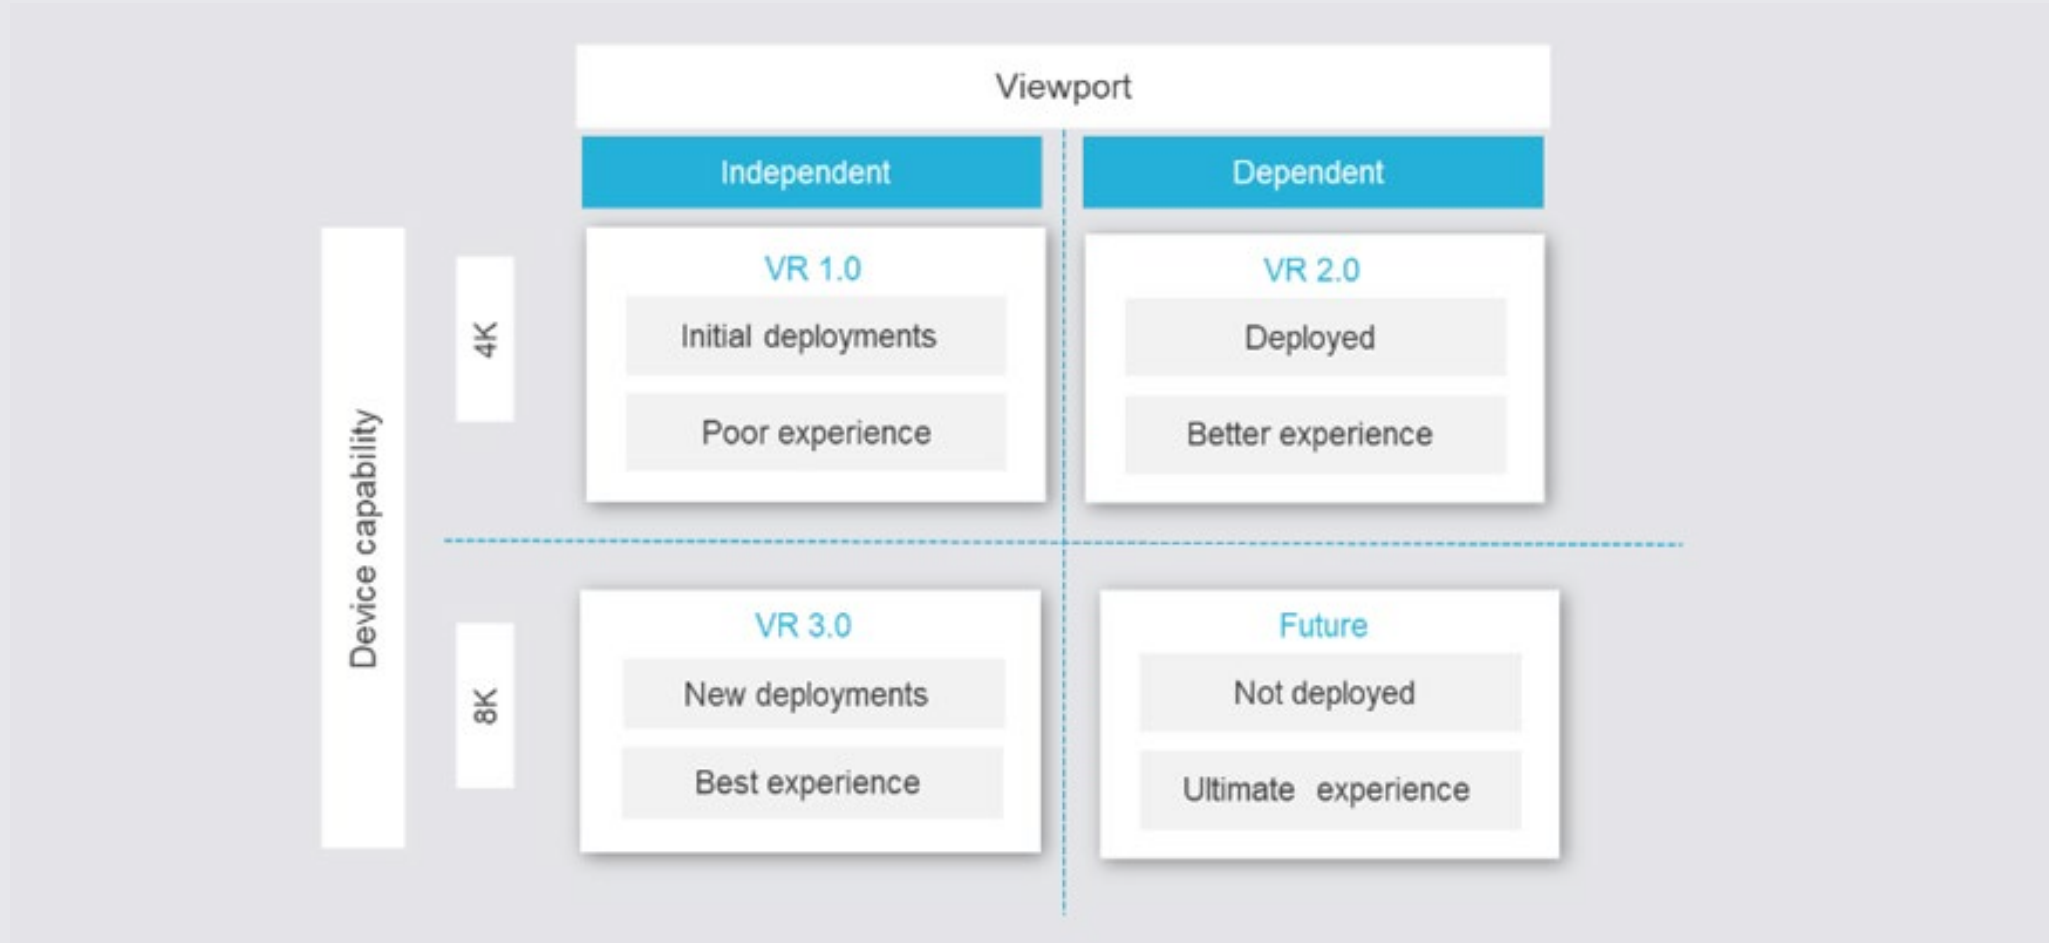 Viewport
Independent
Dependent
Device capability
4K
VR 1.0
Initial deployments
Poor experience
VR 2.0
Deployed
Better experience
8K
VR 3.0
New deployments
Best experience
Future
Not deployed
Ultimate experience